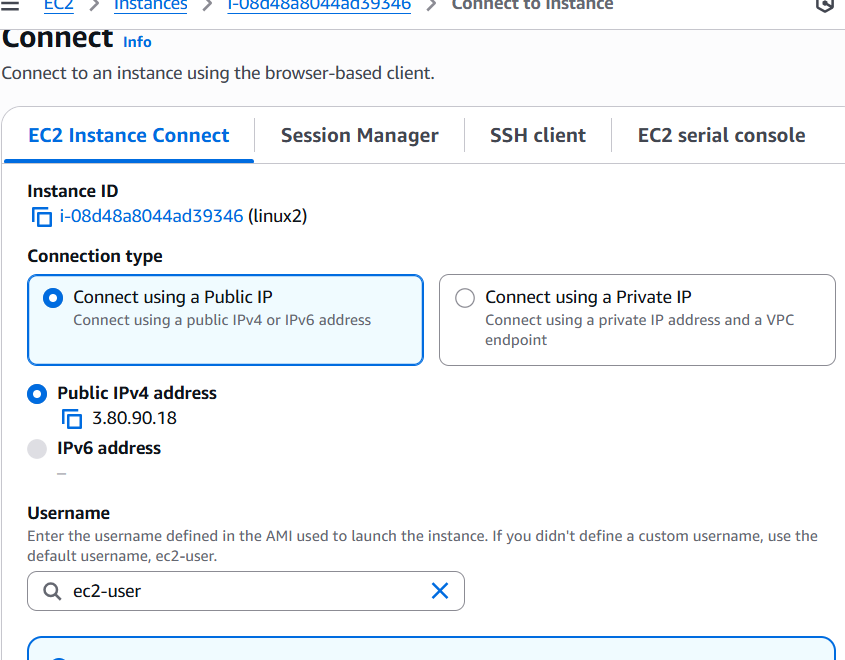 EC2 > Instances > i-08d48a8044ad39346 > Connect to instance
Connect Info
Connect to an instance using the browser-based client.
EC2 Instance Connect Session Manager SSH client EC2 serial console
Instance ID
i-08d48a8044ad39346 (linux2)
Connection type
Connect using a Public IP
Connect using a public IPv4 or IPv6 address
Connect using a Private IP
Connect using a private IP address and a VPC
endpoint
Public IPv4 address
3.80.90.18
IPv6 address
–
Username
Enter the username defined in the AMI used to launch the instance. If you didn't define a custom username, use the
default username, ec2-user.
ec2-user